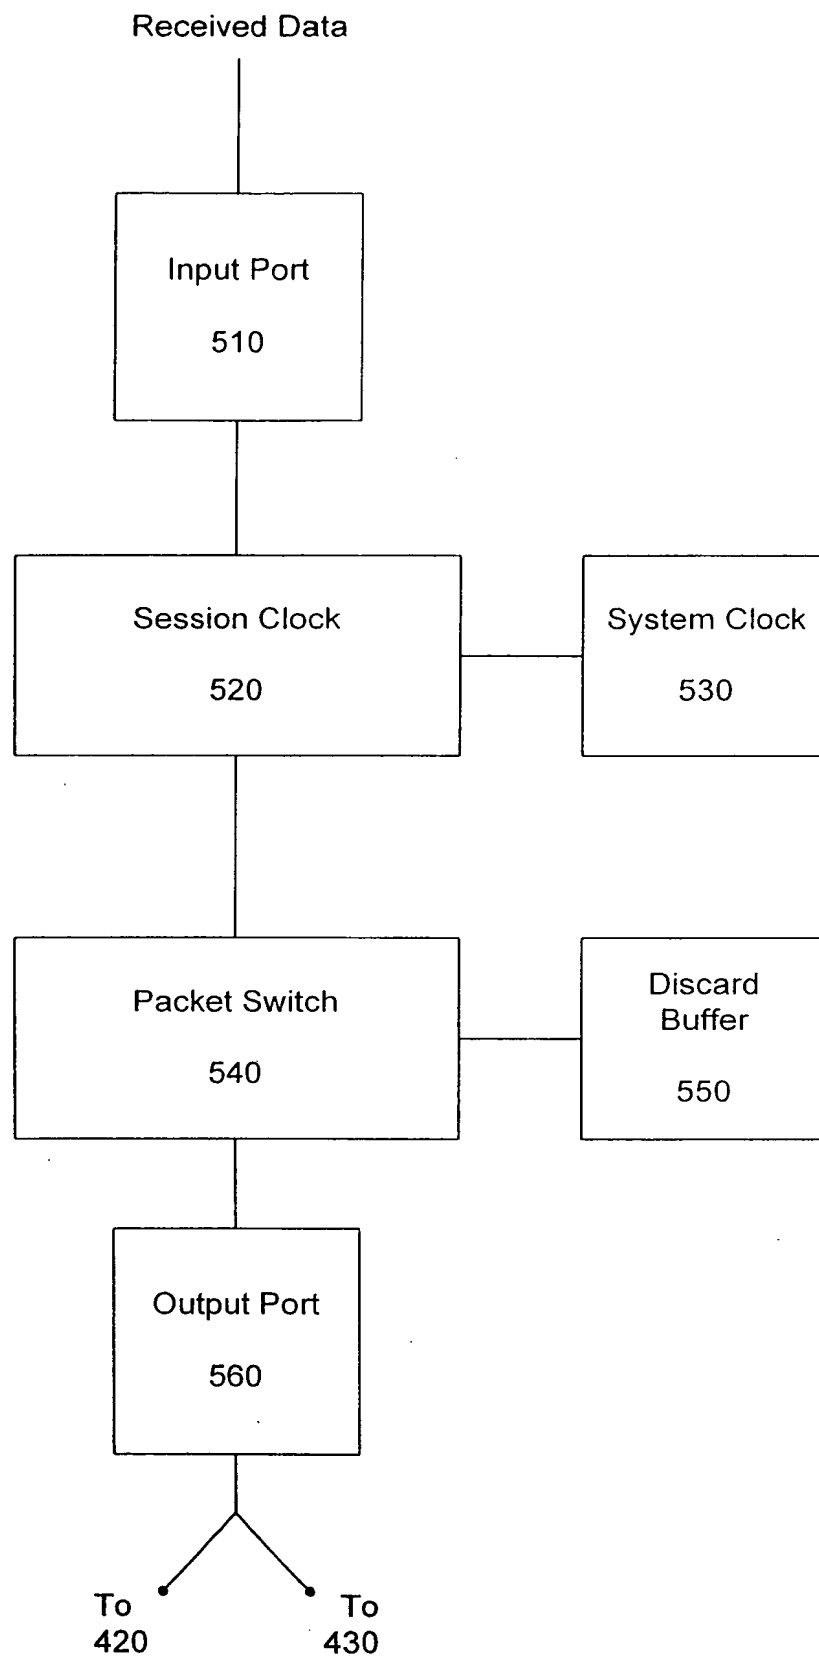 Received Data
Input Port
510
Session Clock
520
System Clock
530
Packet Switch
540
Discard
Buffer
550
Output Port
560
To
420
To
430